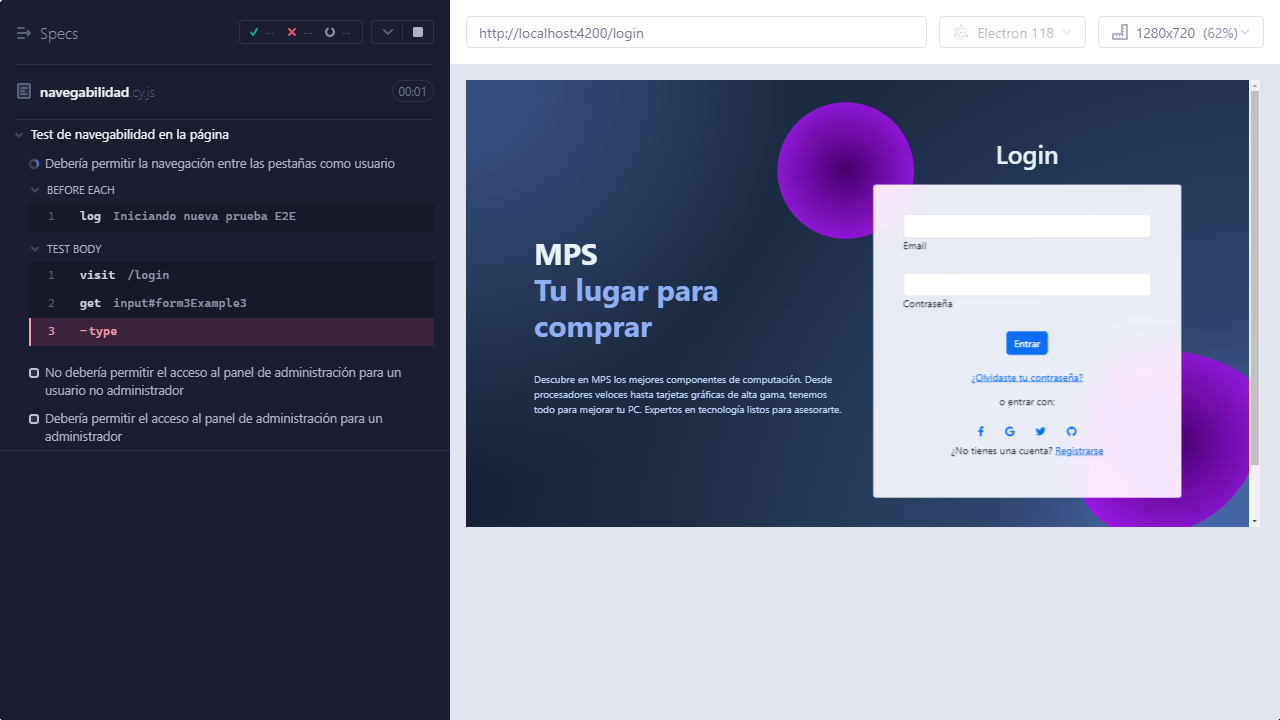 Specs
-- -- --
navegabilidad.cy.js
00:01
Test de navegabilidad en la página
Debería permitir la navegación entre las pestañas como usuario
BEFORE EACH
1 log Iniciando nueva prueba E2E
TEST BODY
1 visit /login
2 get input#form3Example3
3 -type
No debería permitir el acceso al panel de administración para un
usuario no administrador
Debería permitir el acceso al panel de administración para un
administrador
http://localhost:4200/login
Electron 118
1280x720 (62%)
MPS
Tu lugar para
comprar
Descubre en MPS los mejores componentes de computación. Desde
procesadores veloces hasta tarjetas gráficas de alta gama, tenemos
todo para mejorar tu PC. Expertos en tecnología listos para asesorarte.
Login
Email
Contraseña
Entrar
¿Olvidaste tu contraseña?
o entrar con:
¿No tienes una cuenta? Registrarse